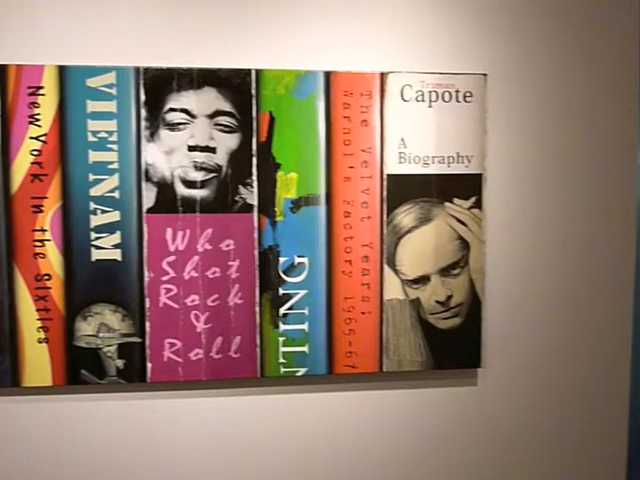 New York In the Sixties
VIETNAM
Who
Shot
Rock
&
Roll
NTING
The Velvet Years:
Warhol's Factory 1965-67
Truman
Capote
A
Biography